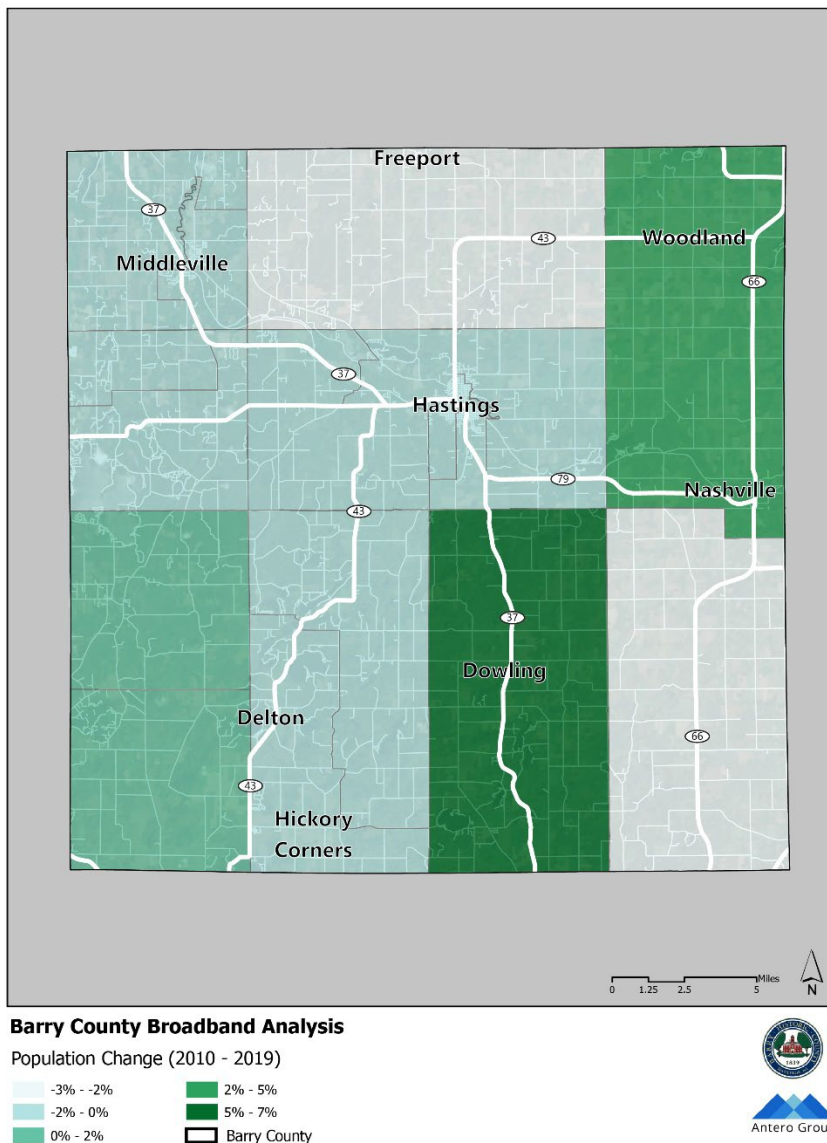 Freeport
37
43
Woodland
Middleville
66
37
Hastings
79
Nashville
43
37
Dowling
Delton
66
43
Hickory
Corners
Miles
0 1.25 2.5 5
N
Barry County Broadband Analysis
Population Change (2010 - 2019)
-3% - -2%
2% - 5%
-2% - 0%
5% - 7%
0% - 2%
Barry County
1839
Antero Group